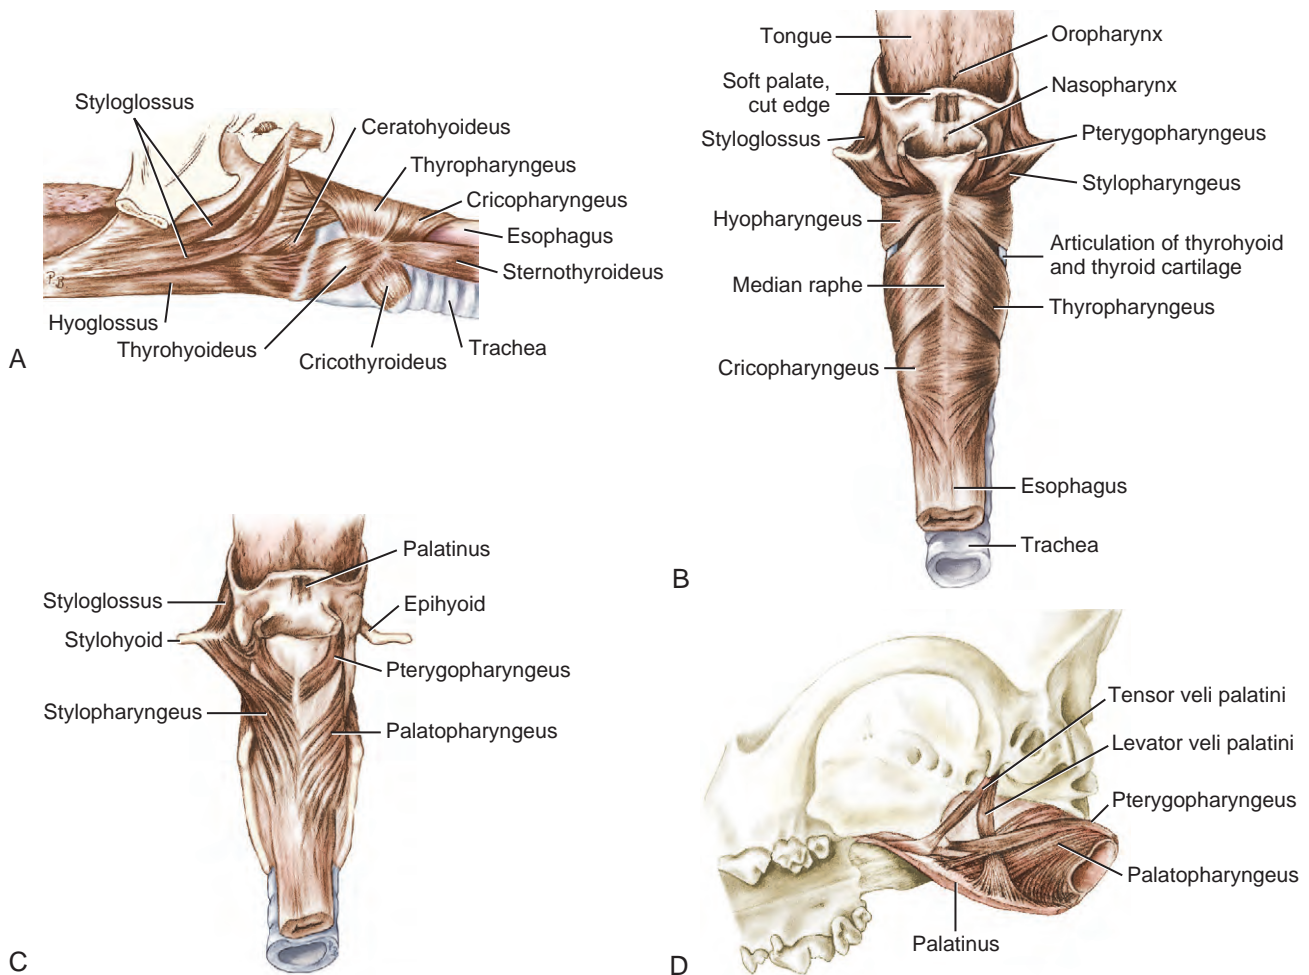 Styloglossus
Ceratohyoideus
Thyropharyngeus
Cricopharyngeus
Esophagus
Sternothyroideus
Hyoglossus
Thyrohyoideus
Cricothyroideus
Trachea
P.B
A
Tongue
Oropharynx
Soft palate,
cut edge
Nasopharynx
Styloglossus
Pterygopharyngeus
Stylopharyngeus
Hyopharyngeus
Articulation of thyrohyoid
and thyroid cartilage
Median raphe
Thyropharyngeus
Cricopharyngeus
Esophagus
Trachea
B
Palatinus
Styloglossus
Epihyoid
Stylohyoid
Pterygopharyngeus
Stylopharyngeus
Palatopharyngeus
C
Tensor veli palatini
Levator veli palatini
Pterygopharyngeus
Palatopharyngeus
Palatinus
D